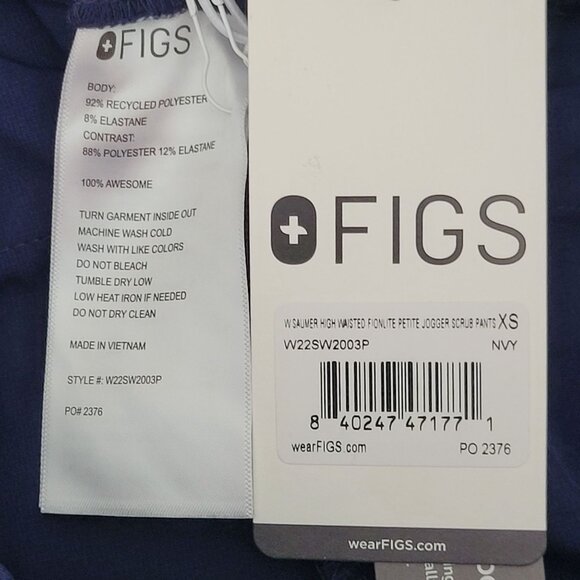 FIGS
BODY:
92% RECYCLED POLYESTER
8% ELASTANE
CONTRAST:
88% POLYESTER 12% ELASTANE
100% AWESOME
TURN GARMENT INSIDE OUT
MACHINE WASH COLD
WASH WITH LIKE COLORS
DO NOT BLEACH
TUMBLE DRY LOW
LOW HEAT IRON IF NEEDED
DO NOT DRY CLEAN
MADE IN VIETNAM
STYLE #: W22SW2003P
PO# 2376
FIGS
W SAUMER HIGH WAISTED FIONLITE PETITE JOGGER SCRUB PANTS XS
W22SW2003P NVY
8 40247 47177 1
wearFIGS.com PO 2376
wearFIGS.com